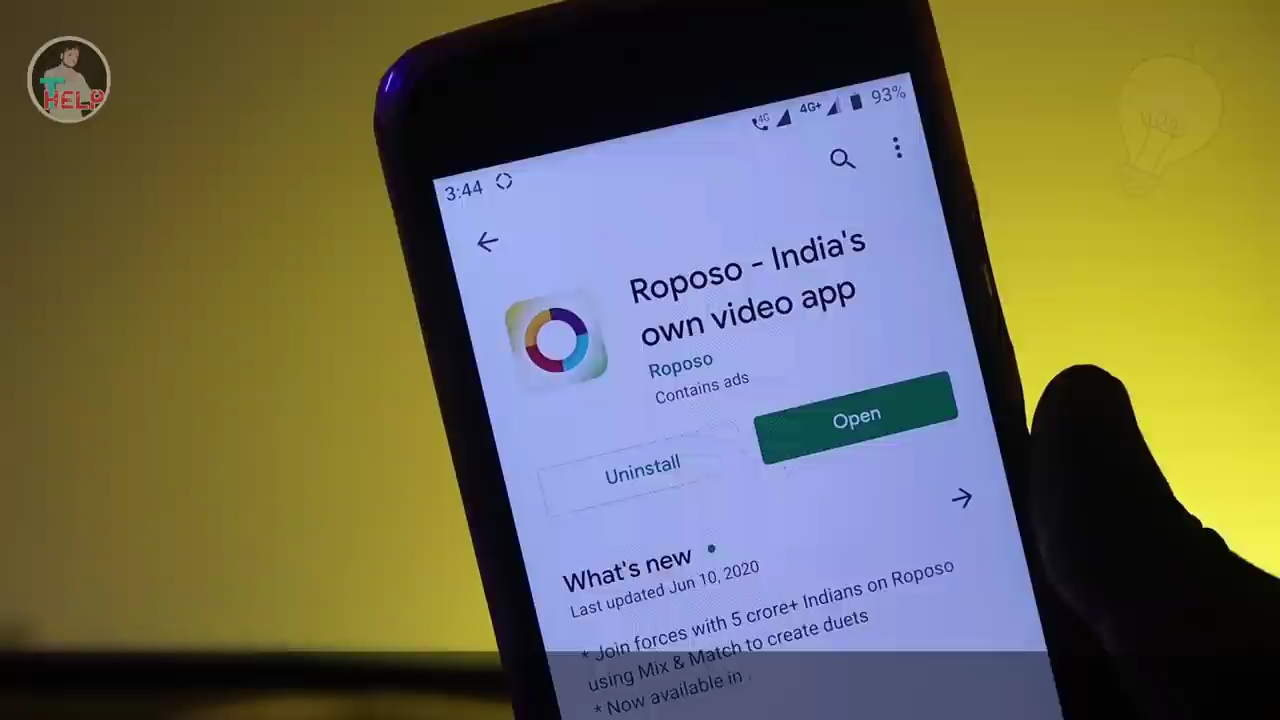 T
HELP
3:44
4G
4G+
93%
Roposo - India's
own video app
Roposo
Contains ads
Uninstall
Open
What's new
Last updated Jun 10, 2020
* Join forces with 5 crore+ Indians on Roposo
using Mix & Match to create duets
* Now available in